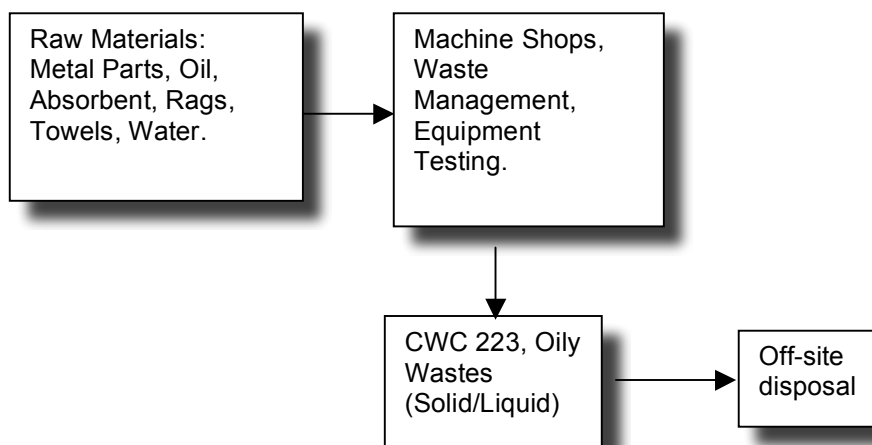 Raw Materials:
Metal Parts, Oil,
Absorbent, Rags,
Towels, Water.
Machine Shops,
Waste
Management,
Equipment
Testing.
CWC 223, Oily
Wastes
(Solid/Liquid)
Off-site
disposal